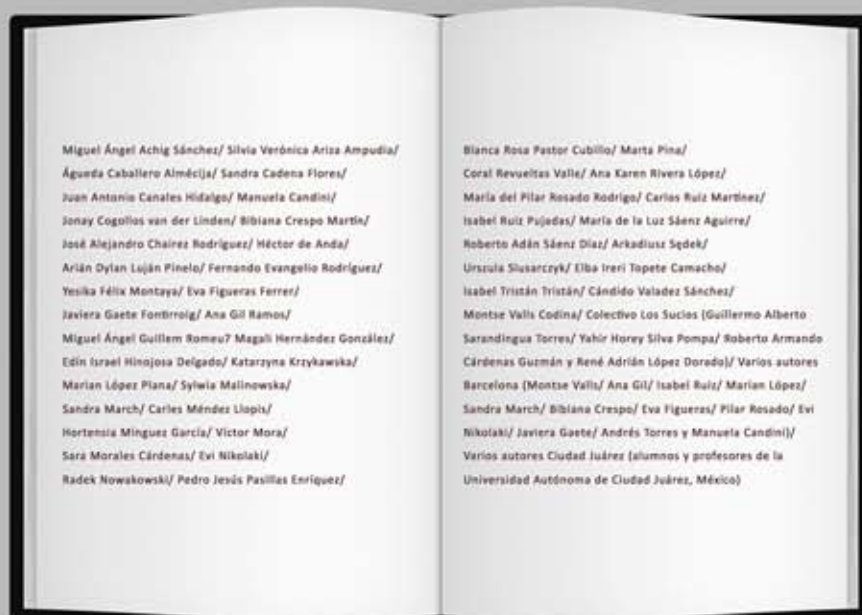 Miguel Ángel Achig Sánchez/ Silvia Verónica Ariza Ampudia/
Águeda Caballero Almécija/ Sandra Cadena Flores/
Juan Antonio Canales Hidalgo/ Manuela Candini/
Jonay Cogollos van der Linden/ Bibiana Crespo Martín/
José Alejandro Chairez Rodríguez/ Héctor de Anda/
Arián Dylan Luján Pinelo/ Fernando Evangelio Rodríguez/
Yesika Félix Montaya/ Eva Figueras Ferrer/
Javiera Gaete Fontirroig/ Ana Gil Ramos/
Miguel Ángel Guillem Romeu7 Magali Hernández González/
Edin Israel Hinojosa Delgado/ Katarzyna Krzykawska/
Marian López Plana/ Sylwia Malinowska/
Sandra March/ Carles Méndez Llopis/
Hortensia Mínguez García/ Víctor Mora/
Sara Morales Cárdenas/ Evi Nikolaki/
Radek Nowakowski/ Pedro Jesús Pasillas Enríquez/
Blanca Rosa Pastor Cubillo/ Marta Pina/
Coral Revueltas Valle/ Ana Karen Rivera López/
María del Pilar Rosado Rodrigo/ Carlos Ruiz Martínez/
Isabel Ruiz Pujadas/ María de la Luz Sáenz Aguirre/
Roberto Adán Sáenz Díaz/ Arkadiusz Sędek/
Urszula Slusarczyk/ Elba Ireri Topete Camacho/
Isabel Tristán Tristán/ Cándido Valadez Sánchez/
Montse Valls Codina/ Colectivo Los Sucios (Guillermo Alberto
Sarandingua Torres/ Yahir Horey Silva Pompa/ Roberto Armando
Cárdenas Guzmán y René Adrián López Dorado)/ Varios autores
Barcelona (Montse Valls/ Ana Gil/ Isabel Ruiz/ Marian López/
Sandra March/ Bibiana Crespo/ Eva Figueras/ Pilar Rosado/ Evi
Nikolaki/ Javiera Gaete/ Andrés Torres y Manuela Candini)/
Varios autores Ciudad Juárez (alumnos y profesores de la
Universidad Autónoma de Ciudad Juárez, México)